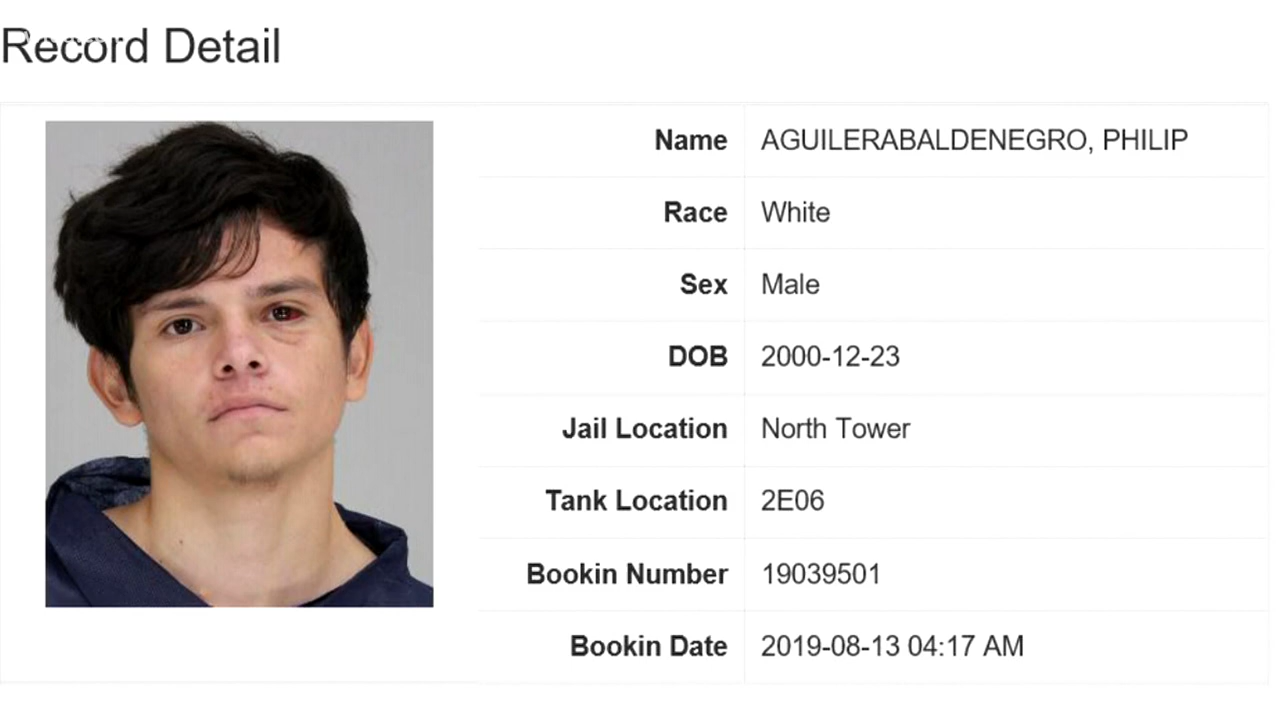 Record Detail
Name AGUILERABALDENEGRO, PHILIP
Race White
Sex Male
DOB 2000-12-23
Jail Location North Tower
Tank Location 2E06
Bookin Number 19039501
Bookin Date 2019-08-13 04:17 AM